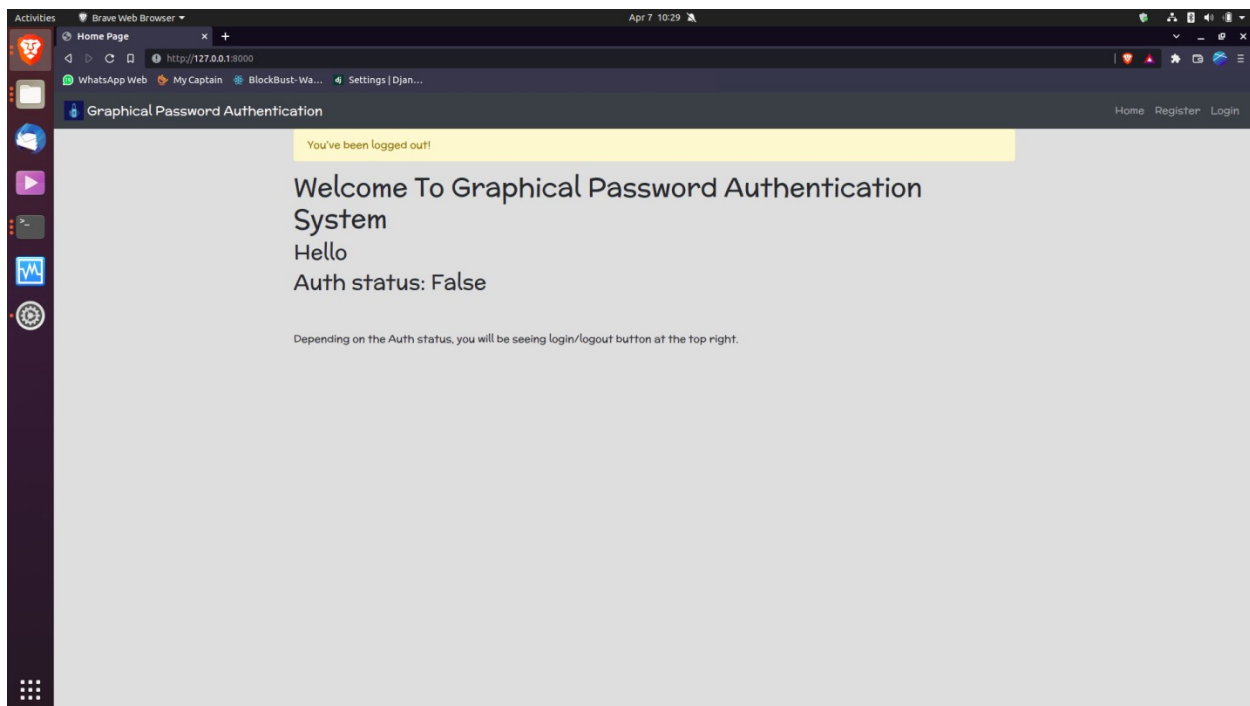 Activities Brave Web Browser Apr 7 10:29
Home Page
http://127.0.0.1:8000
WhatsApp Web My Captain BlockBust-Wa... Settings | Djan...
Graphical Password Authentication Home Register Login
You've been logged out!
Welcome To Graphical Password Authentication
System
Hello
Auth status: False
Depending on the Auth status, you will be seeing login/logout button at the top right.